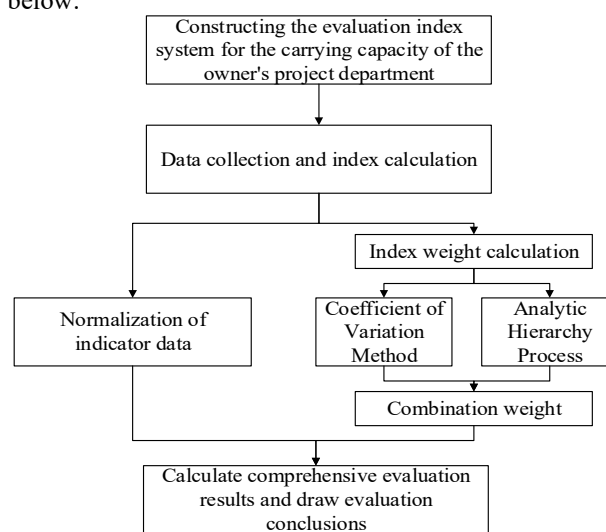 below.
Constructing the evaluation index
system for the carrying capacity of the
owner's project department
Data collection and index calculation
Index weight calculation
Normalization of
indicator data
Coefficient of
Variation
Method
Analytic
Hierarchy
Process
Combination weight
Calculate comprehensive evaluation
results and draw evaluation
conclusions